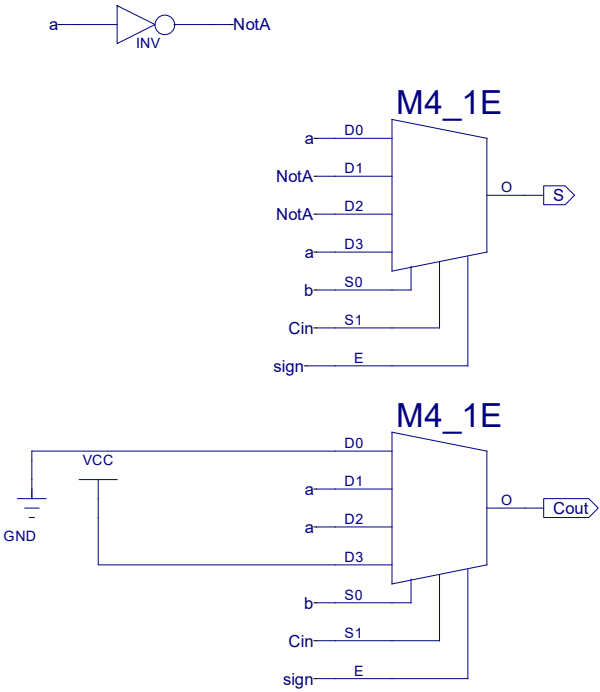 a
NotA
INV
M4_1E
a
D0
NotA
D1
NotA
D2
a
D3
b
S0
Cin
S1
sign
E
O
S
M4_1E
D0
VCC
GND
a
D1
a
D2
D3
b
S0
Cin
S1
sign
E
O
Cout